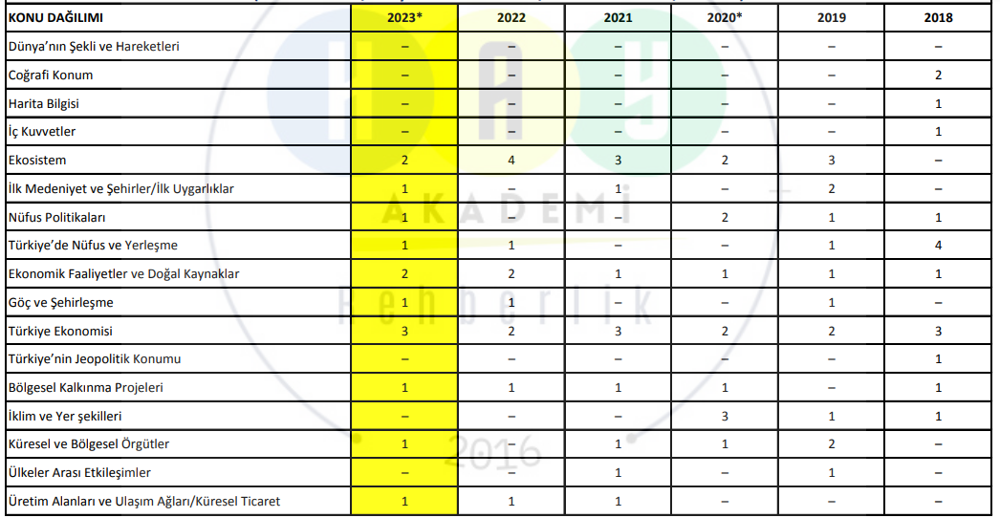 KONU DAĞILIMI 2023* 2022 2021 2020* 2019 2018
Dünya'nın Şekli ve Hareketleri – – – – – –
Coğrafi Konum – – – – – 2
Harita Bilgisi – – – – – 1
İç Kuvvetler – – – – – 1
Ekosistem 2 4 3 2 3 –
İlk Medeniyet ve Şehirler/İlk Uygarlıklar 1 – 1 – 2 –
Nüfus Politikaları 1 – – 2 1 1
Türkiye'de Nüfus ve Yerleşme 1 1 – – 1 4
Ekonomik Faaliyetler ve Doğal Kaynaklar 2 2 1 1 1 1
Göç ve Şehirleşme 1 1 – – 1 –
Türkiye Ekonomisi 3 2 3 2 2 3
Türkiye'nin Jeopolitik Konumu – – – – – 1
Bölgesel Kalkınma Projeleri 1 1 1 1 – 1
İklim ve Yer şekilleri – – – 3 1 1
Küresel ve Bölgesel Örgütler 1 – 1 1 2 –
Ülkeler Arası Etkileşimler – – 1 – 1 –
Üretim Alanları ve Ulaşım Ağları/Küresel Ticaret 1 1 1 – – –
HAY
AKADEMİ
Rehberlik
2016